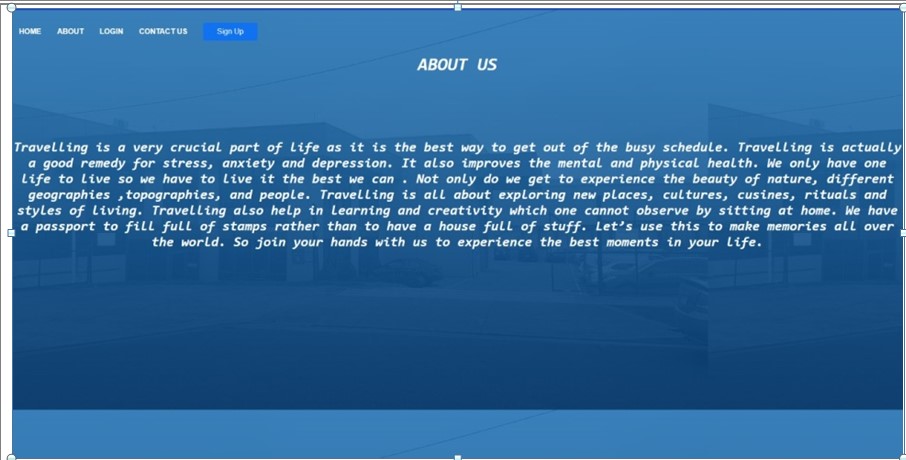 HOME ABOUT LOGIN CONTACT US Sign Up
ABOUT US
Travelling is a very crucial part of life as it is the best way to get out of the busy schedule. Travelling is actually
a good remedy for stress, anxiety and depression. It also improves the mental and physical health. We only have one
life to live so we have to live it the best we can . Not only do we get to experience the beauty of nature, different
geographies ,topographies, and people. Travelling is all about exploring new places, cultures, cusines, rituals and
styles of living. Travelling also help in learning and creativity which one cannot observe by sitting at home. We have
a passport to fill full of stamps rather than to have a house full of stuff. Let’s use this to make memories all over
the world. So join your hands with us to experience the best moments in your life.